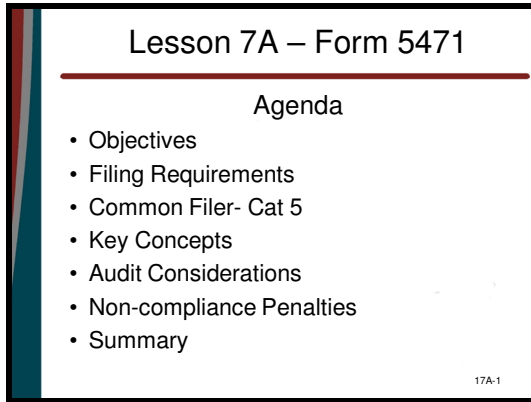 Lesson 7A – Form 5471
Agenda
• Objectives
• Filing Requirements
• Common Filer- Cat 5
• Key Concepts
• Audit Considerations
• Non-compliance Penalties
• Summary
17A-1